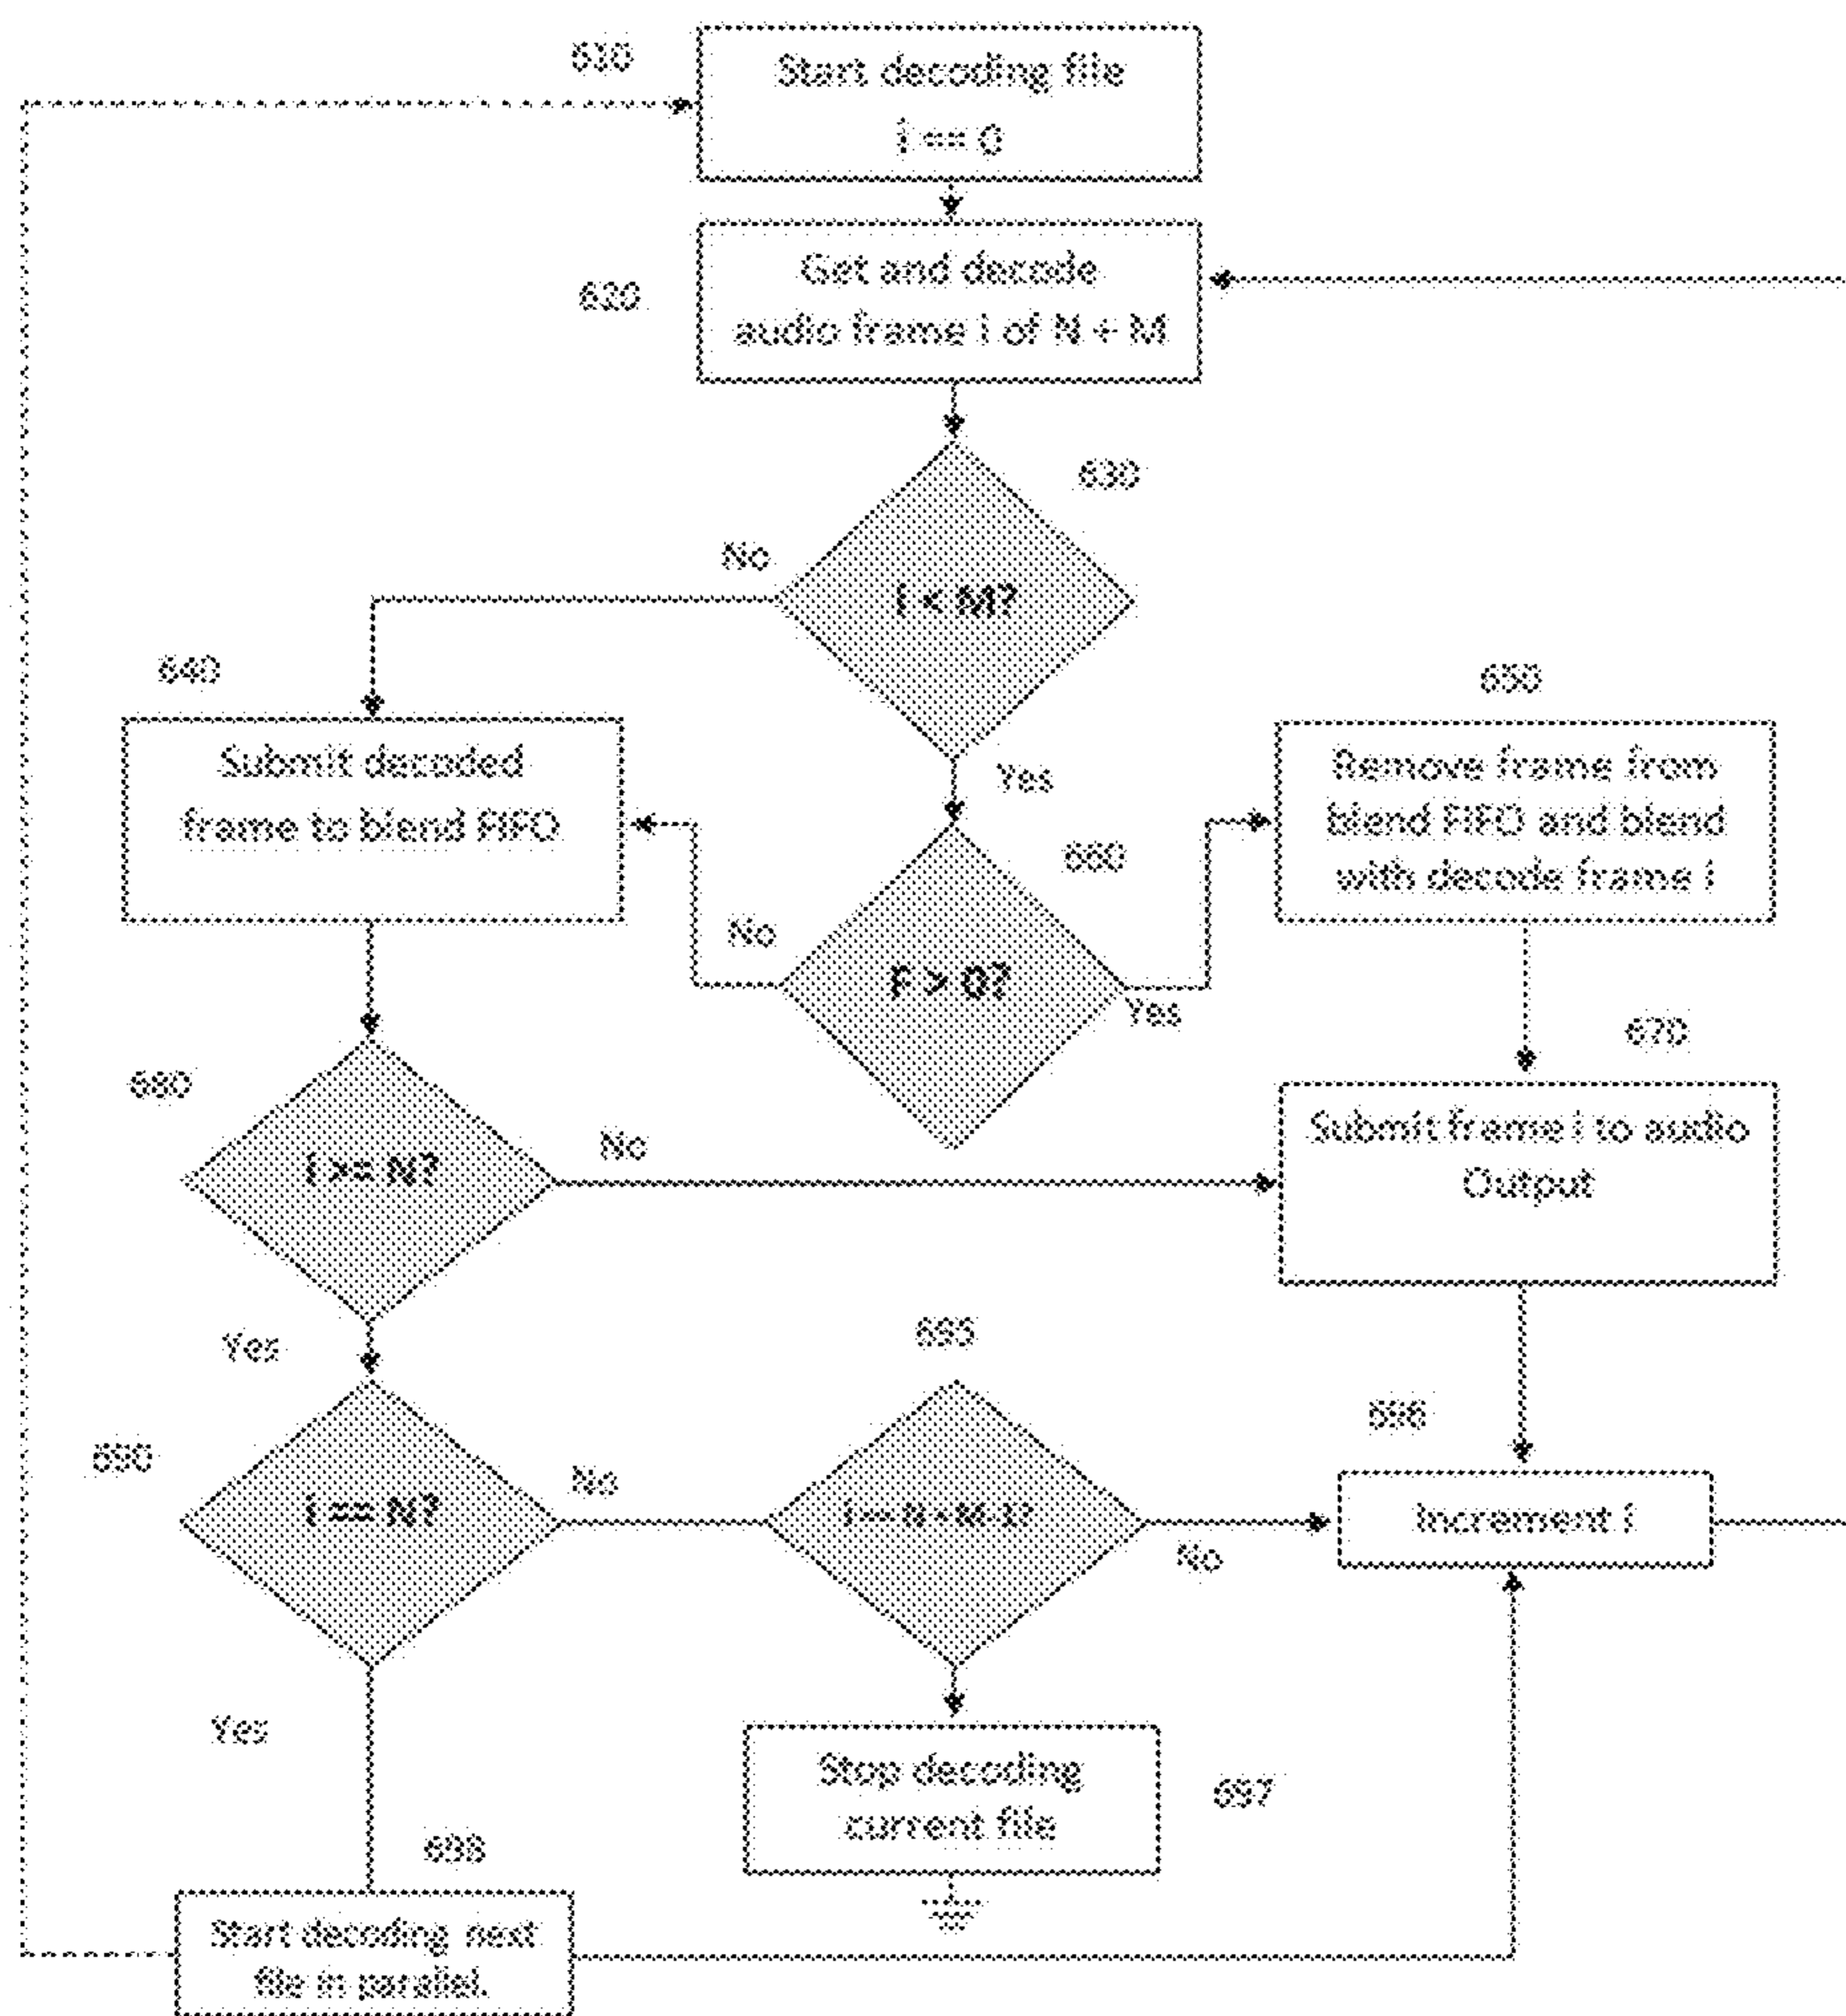 610
Start decoding file
i == 0
620
Get and decode
audio frame i of N + M
630
No
i < M?
Yes
640
Submit decoded
frame to blend FIFO
650
Remove frame from
blend FIFO and blend
with decode frame i
660
No
F > 0?
Yes
670
Submit frame i to audio
Output
680
i >= N?
No
Yes
690
i == N?
No
Yes
695
i == N + M-1?
No
696
Increment i
697
Stop decoding
current file
698
Start decoding next
file in parallel.